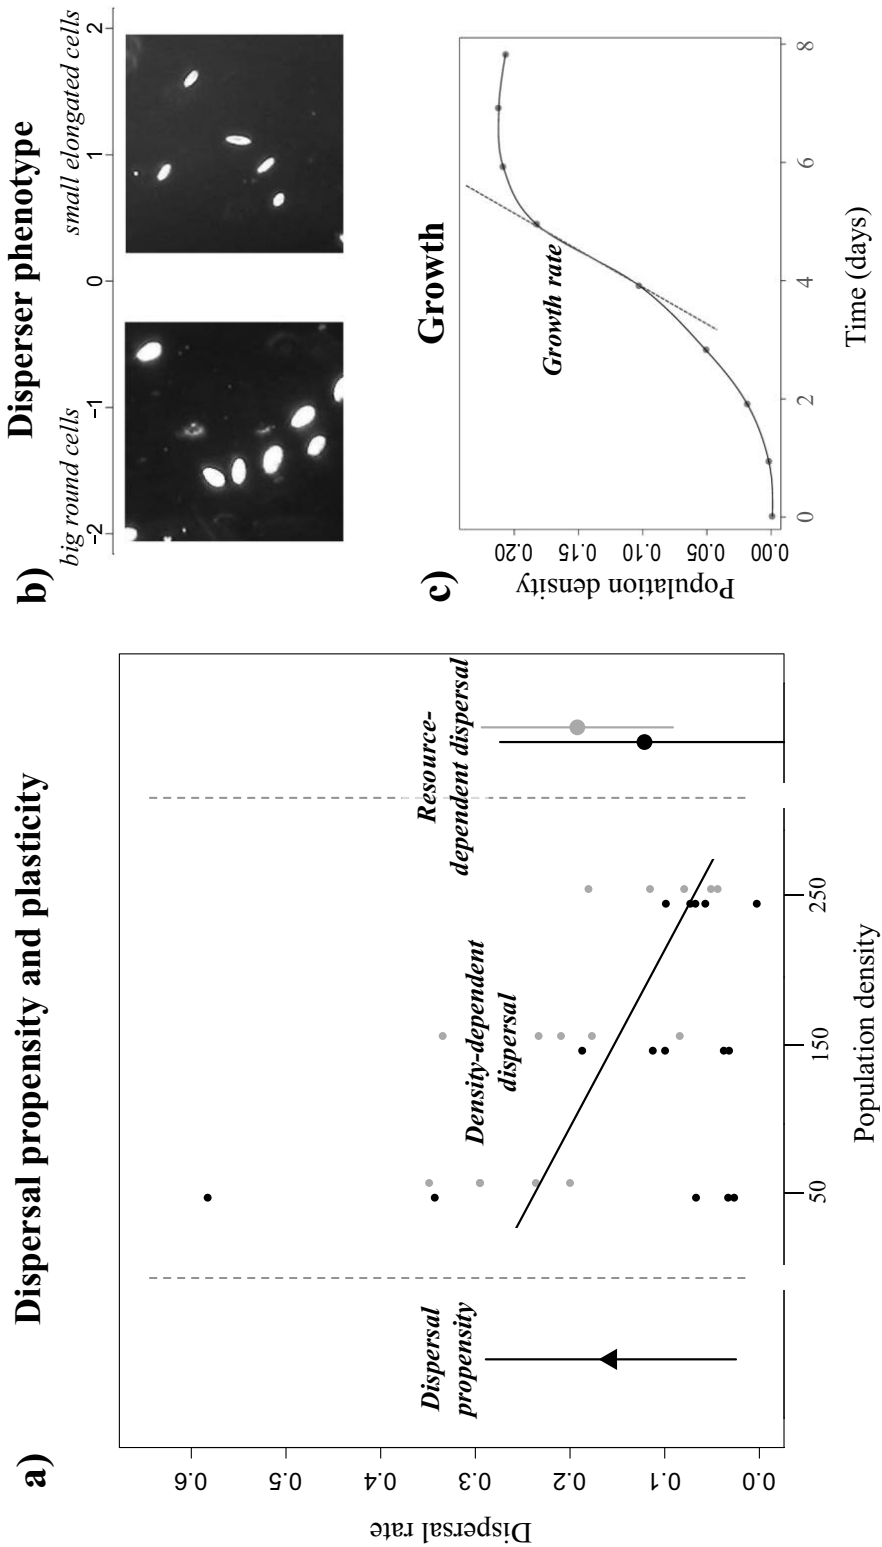 a)
Dispersal propensity and plasticity
Dispersal rate
0.0
0.1
0.2
0.3
0.4
0.5
0.6
Dispersal
propensity
Density-dependent
dispersal
Resource-
dependent dispersal
50
150
250
Population density
b)
Disperser phenotype
big round cells
small elongated cells
-2
-1
0
1
2
c)
Growth
Population density
0.00
0.05
0.10
0.15
0.20
Growth rate
0
2
4
6
8
Time (days)